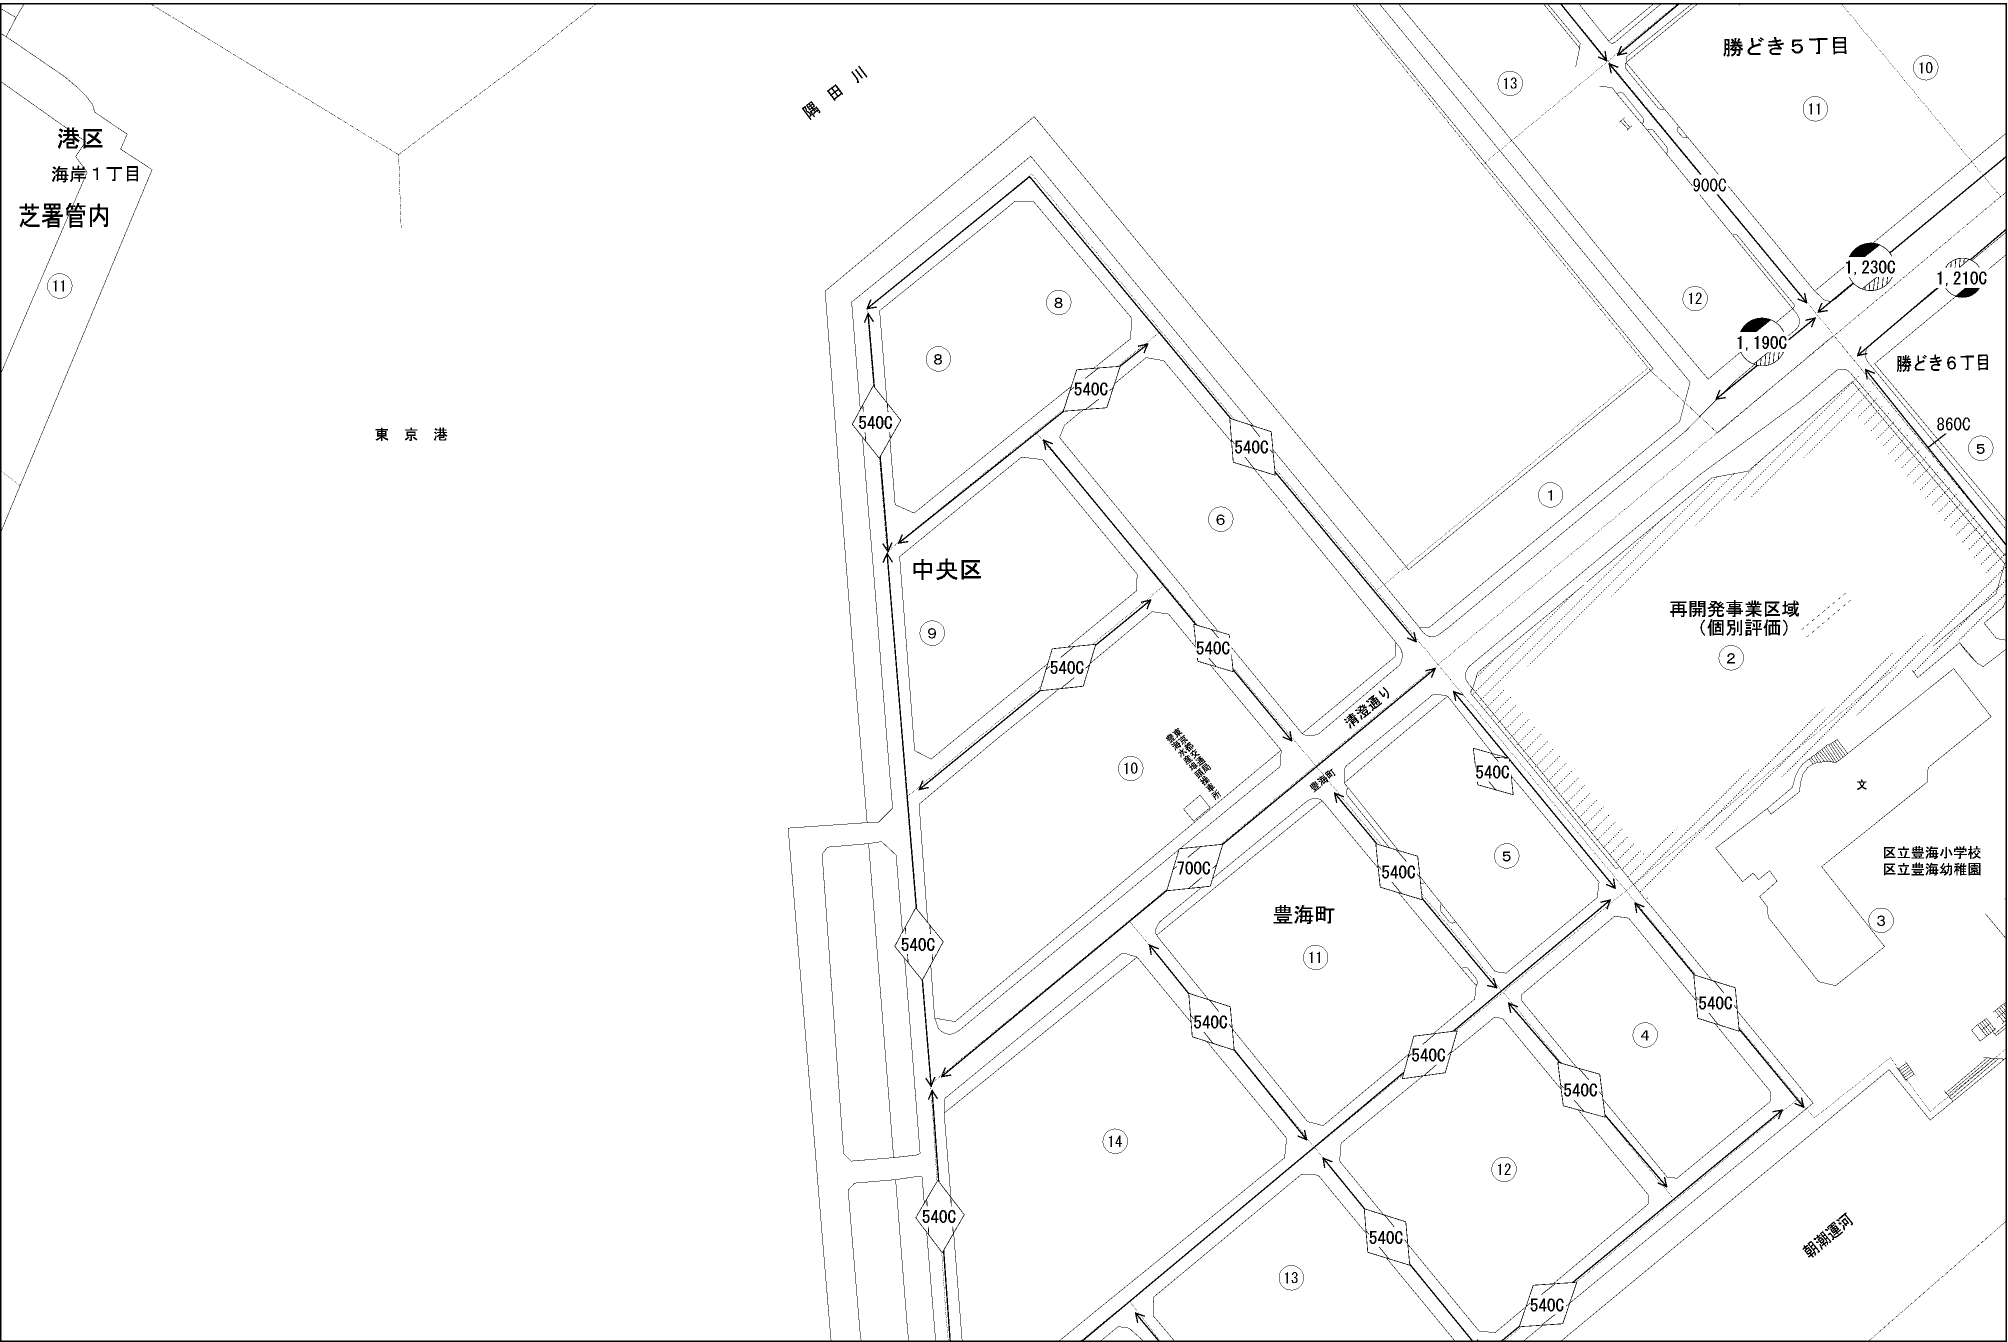 勝どき５丁目
⑩
⑬
⑪
隅田川
港区
海岸１丁目
芝署管内
⑪
900C
1,230C
1,210C
⑫
1,190C
⑧
⑧
勝どき６丁目
540C
540C
540C
860C
⑤
東京港
①
⑥
中央区
⑨
540C
540C
再開発事業区域
（個別評価）
②
清澄通り
⑩
東京都交通局
豊海町
540C
文
700C
540C
⑤
区立豊海小学校
区立豊海幼稚園
豊海町
③
540C
⑪
540C
540C
540C
④
540C
⑭
⑫
540C
540C
朝潮運河
⑬
540C